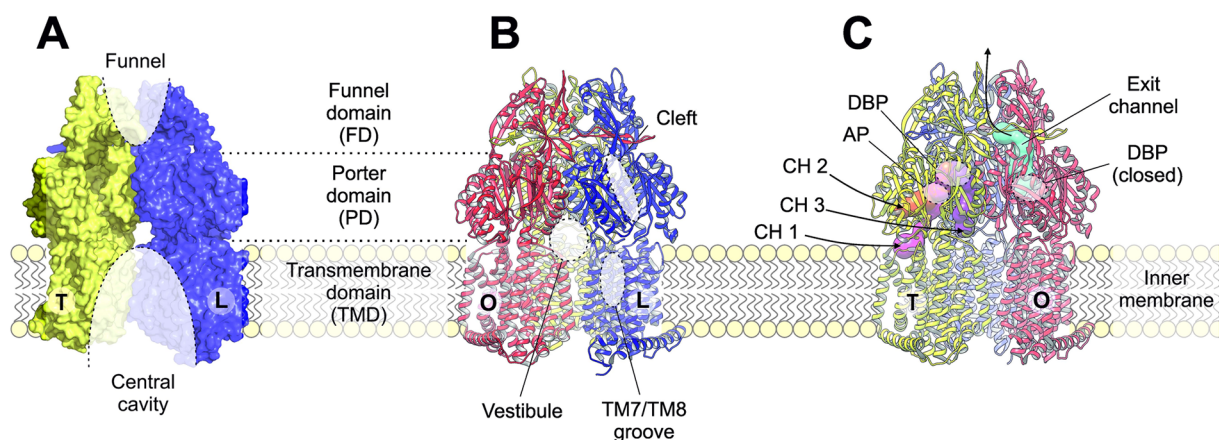 A
Funnel
T
L
Central
cavity
Funnel
domain
(FD)
Porter
domain
(PD)
Transmembrane
domain
(TMD)
B
Cleft
O
L
Vestibule
TM7/TM8
groove
C
DBP
AP
CH 2
CH 3
CH 1
Exit
channel
DBP
(closed)
T
O
Inner
membrane